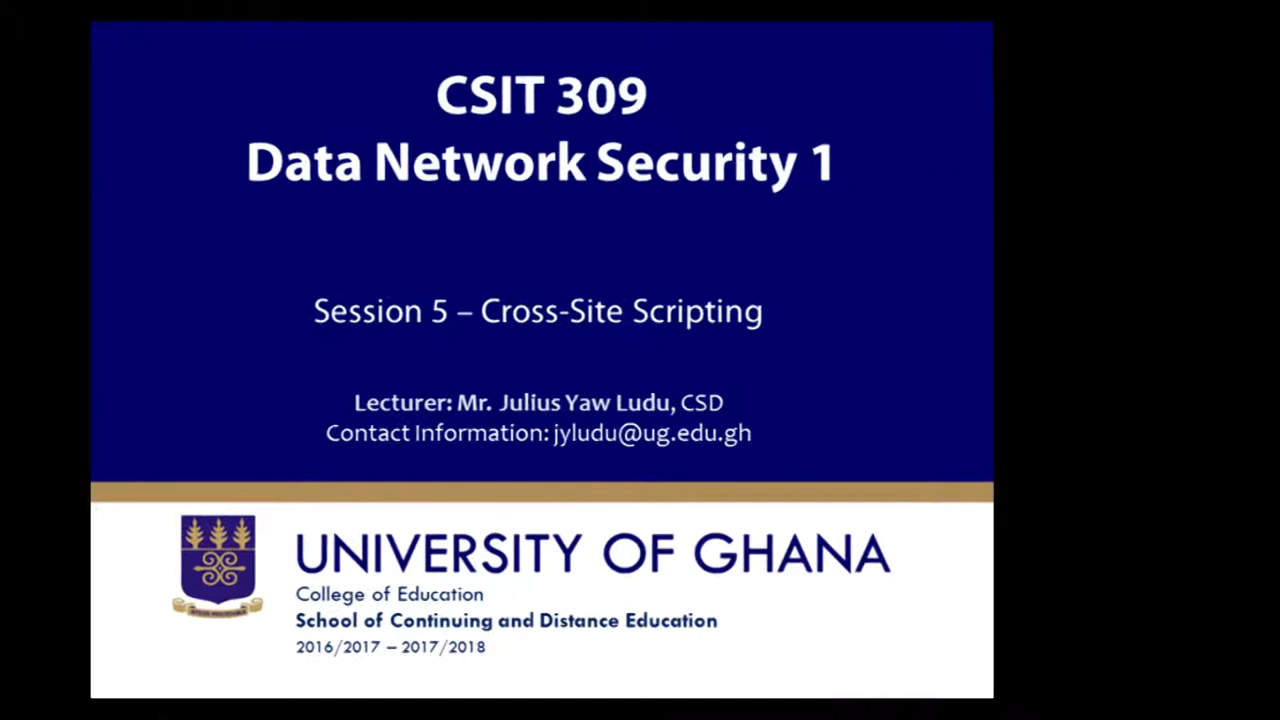 CSIT 309
Data Network Security 1
Session 5 – Cross-Site Scripting
Lecturer: Mr. Julius Yaw Ludu, CSD
Contact Information: jyludu@ug.edu.gh
UNIVERSITY OF GHANA
College of Education
School of Continuing and Distance Education
2016/2017 – 2017/2018